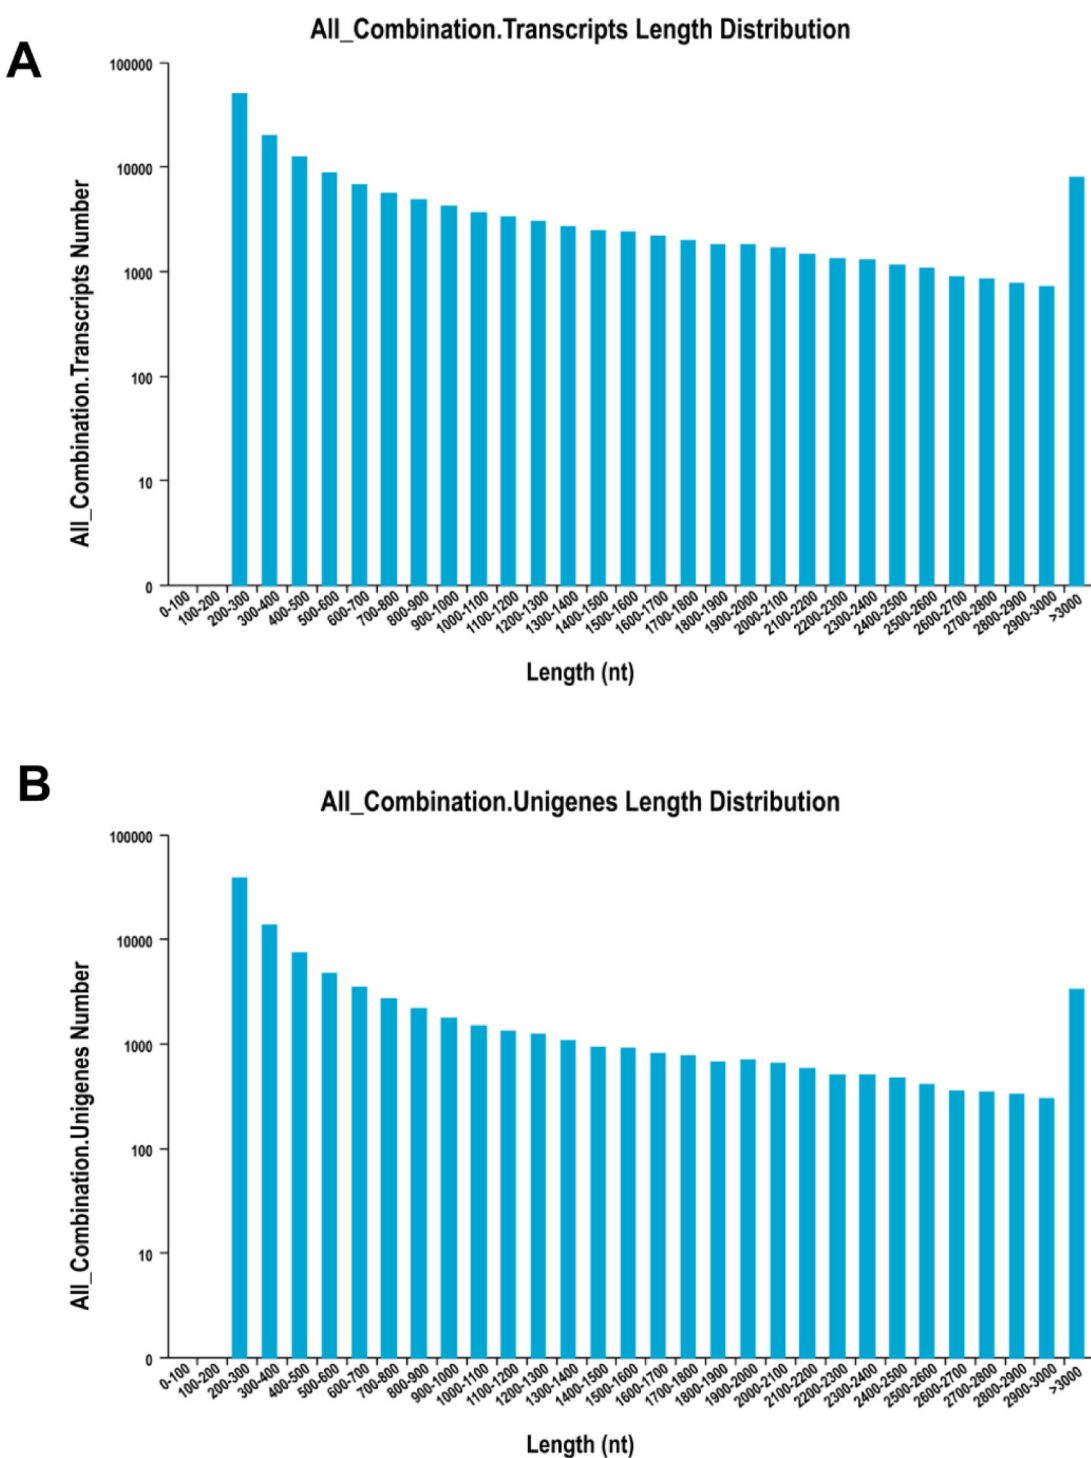 A
All_Combination.Transcripts Length Distribution
All_Combination.Transcripts Number
100000
10000
1000
100
10
0
0-100 100-200 200-300 300-400 400-500 500-600 600-700 700-800 800-900 900-1000 1000-1100 1100-1200 1200-1300 1300-1400 1400-1500 1500-1600 1600-1700 1700-1800 1800-1900 1900-2000 2000-2100 2100-2200 2200-2300 2300-2400 2400-2500 2500-2600 2600-2700 2700-2800 2800-2900 2900-3000 >3000
Length (nt)
B
All_Combination.Unigenes Length Distribution
All_Combination.Unigenes Number
100000
10000
1000
100
10
0
0-100 100-200 200-300 300-400 400-500 500-600 600-700 700-800 800-900 900-1000 1000-1100 1100-1200 1200-1300 1300-1400 1400-1500 1500-1600 1600-1700 1700-1800 1800-1900 1900-2000 2000-2100 2100-2200 2200-2300 2300-2400 2400-2500 2500-2600 2600-2700 2700-2800 2800-2900 2900-3000 >3000
Length (nt)